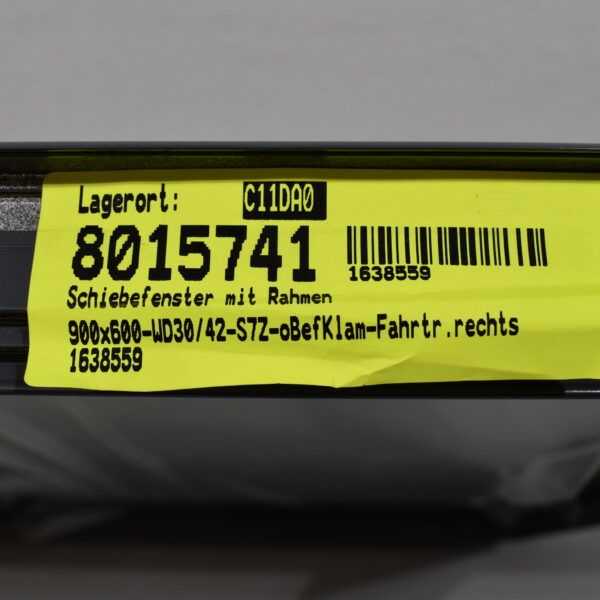 Lagerort: C11DA0
8015741
1638559
Schiebefenster mit Rahmen
900x600-WD30/42-S7Z-oBefKlam-Fahrtr.rechts
1638559